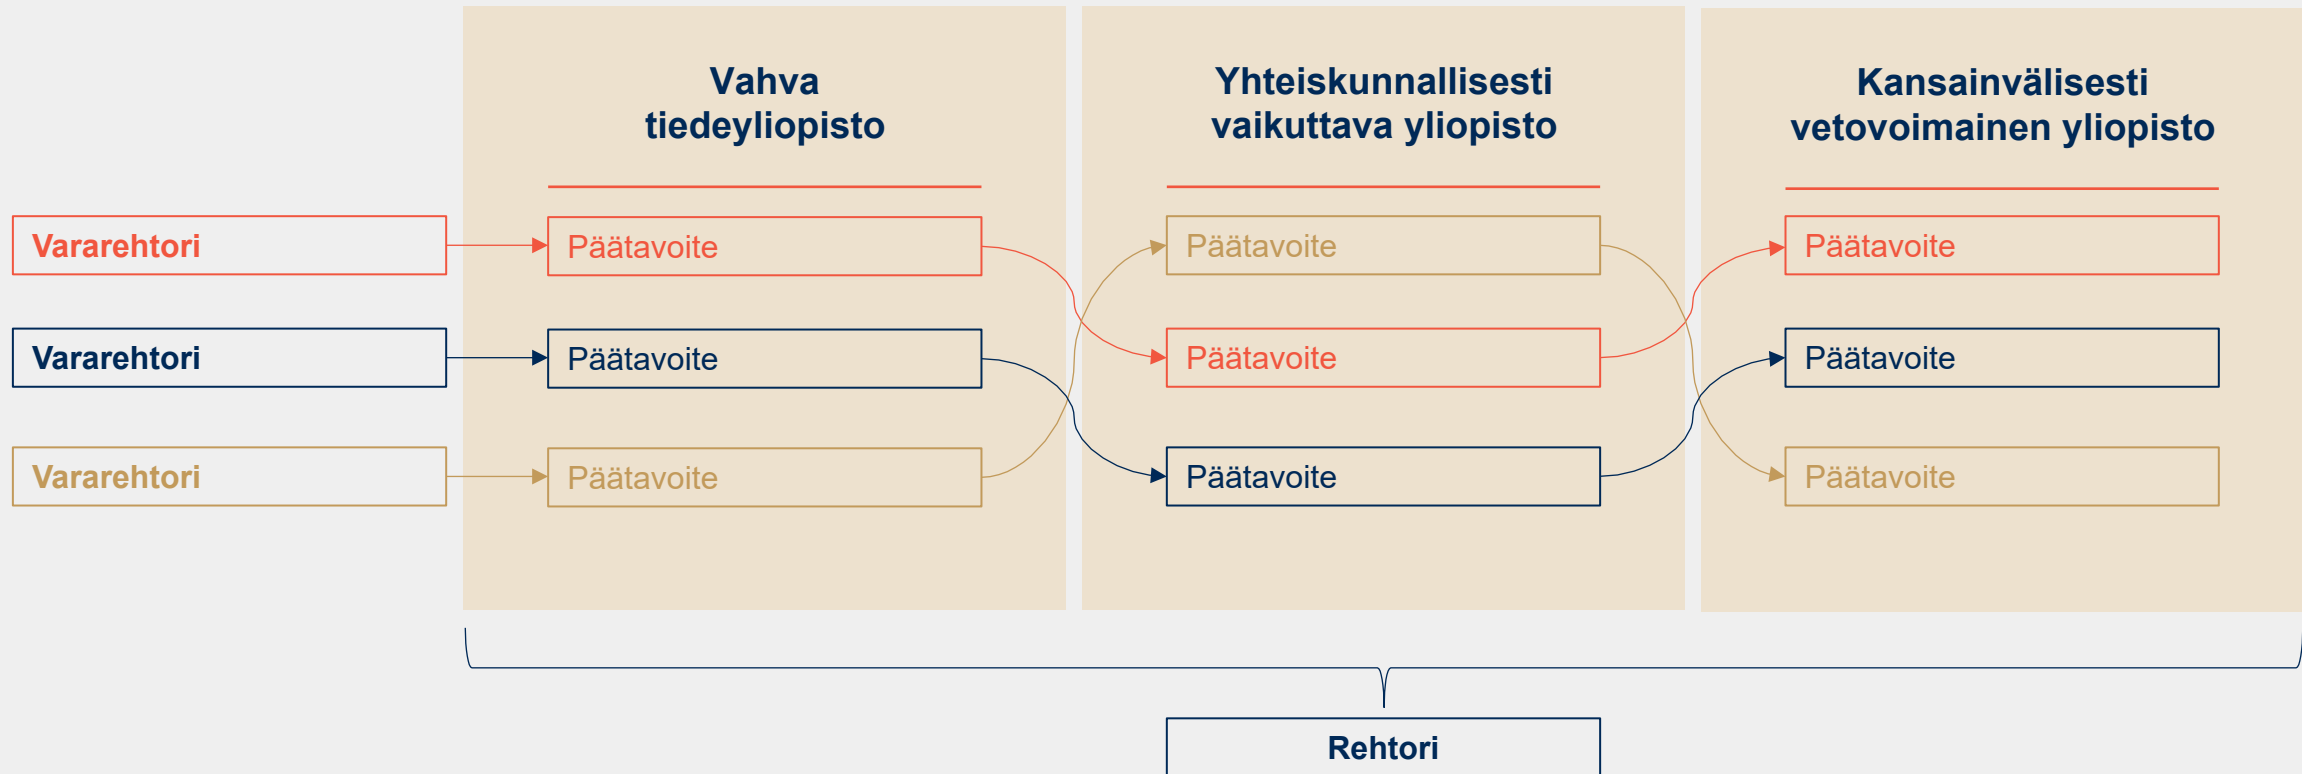 Vahva
tiedeyliopisto
Yhteiskunnallisesti
vaikuttava yliopisto
Kansainvälisesti
vetovoimainen yliopisto
Vararehtori
Päätavoite
Päätavoite
Päätavoite
Vararehtori
Päätavoite
Päätavoite
Päätavoite
Vararehtori
Päätavoite
Päätavoite
Päätavoite
Rehtori